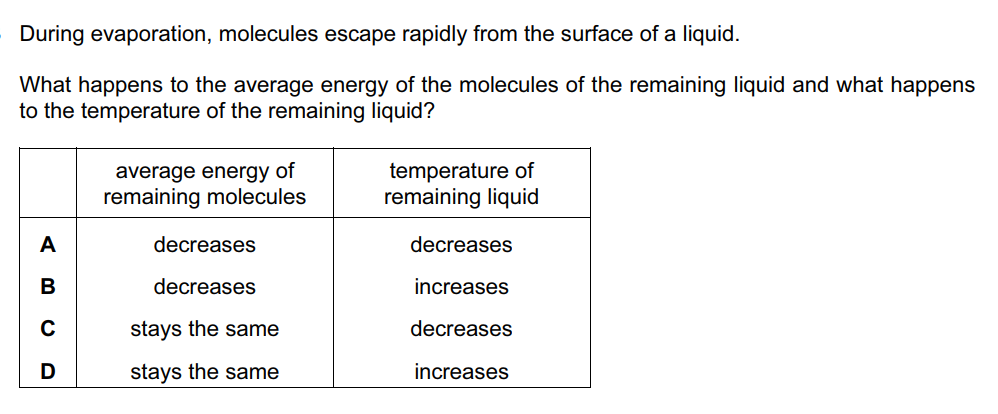 During evaporation, molecules escape rapidly from the surface of a liquid.
What happens to the average energy of the molecules of the remaining liquid and what happens
to the temperature of the remaining liquid?
average energy of remaining molecules temperature of remaining liquid
A decreases decreases
B decreases increases
C stays the same decreases
D stays the same increases